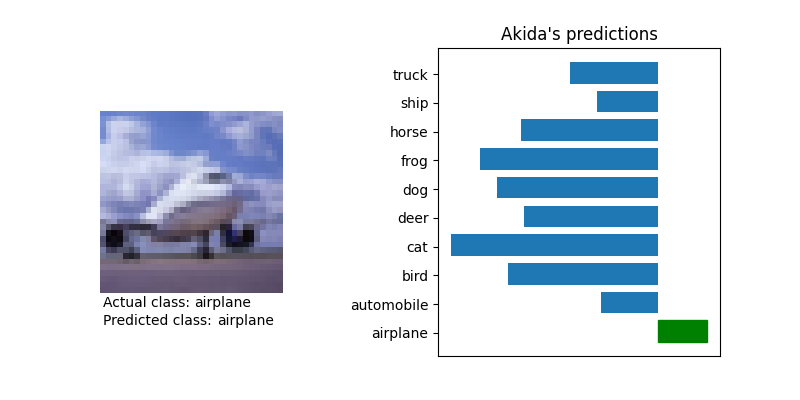 Akida's predictions
truck
ship
horse
frog
dog
deer
cat
bird
automobile
airplane
Actual class: airplane
Predicted class: airplane